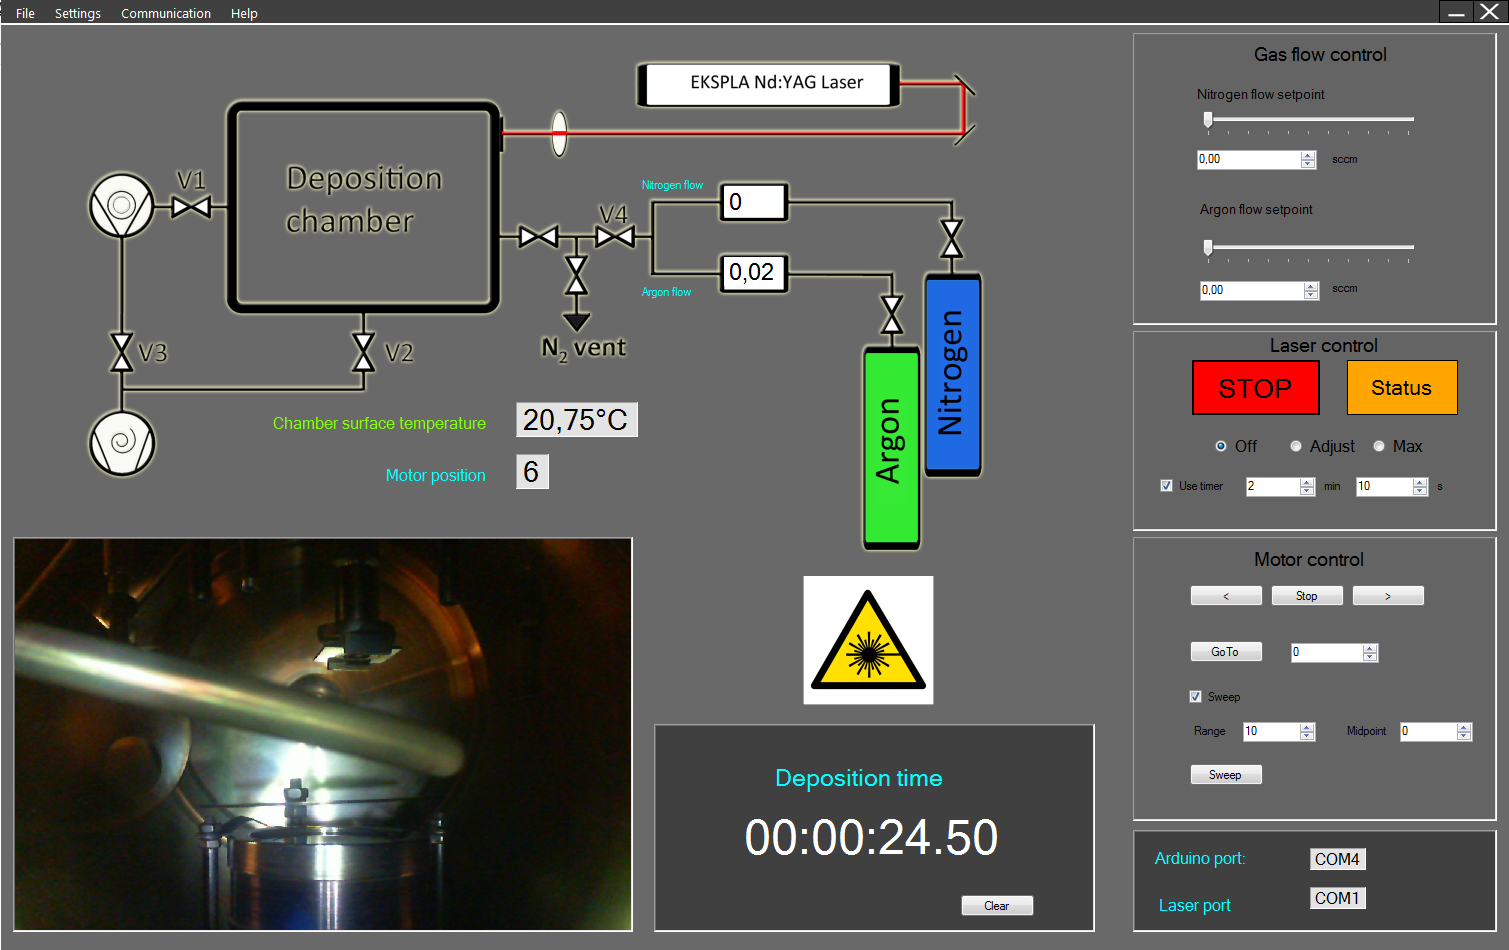 File Settings Communication Help
EKSPLA Nd:YAG Laser
Deposition
chamber
V1
V4
Nitrogen flow
0
0,02
Argon flow
N2 vent
V3
V2
Argon
Nitrogen
Chamber surface temperature 20,75°C
Motor position 6
Deposition time
00:00:24.50
Clear
Gas flow control
Nitrogen flow setpoint
0,00 sccm
Argon flow setpoint
0,00 sccm
Laser control
STOP Status
Off Adjust Max
Use timer 2 min 10 s
Motor control
< Stop >
GoTo 0
Sweep
Range 10 Midpoint 0
Sweep
Arduino port: COM4
Laser port COM1